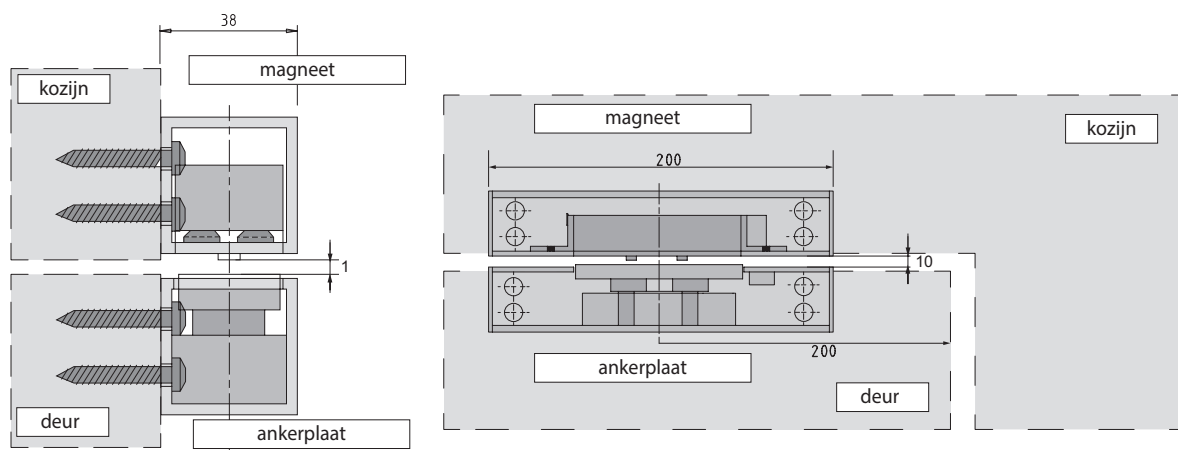 38
magneet
kozijn
1
deur
ankerplaat
magneet
kozijn
200
10
200
ankerplaat
deur